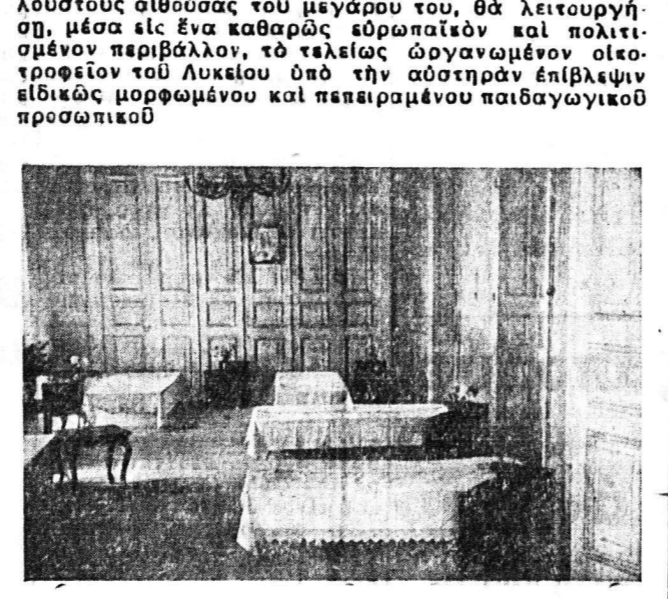 λούστους αἰθούσας τοῦ μεγάρου του, θὰ λειτουργή-
σῃ, μέσα εἰς ἕνα καθαρῶς εὐρωπαϊκὸν καὶ πολιτι-
σμένον περιβάλλον, τὸ τελείως ὠργανωμένον οἰκο-
τροφεῖον τοῦ Λυκείου ὑπὸ τὴν αὐστηρὰν ἐπίβλεψιν
εἰδικῶς μορφωμένου καὶ πεπειραμένου παιδαγωγικοῦ
προσωπικοῦ